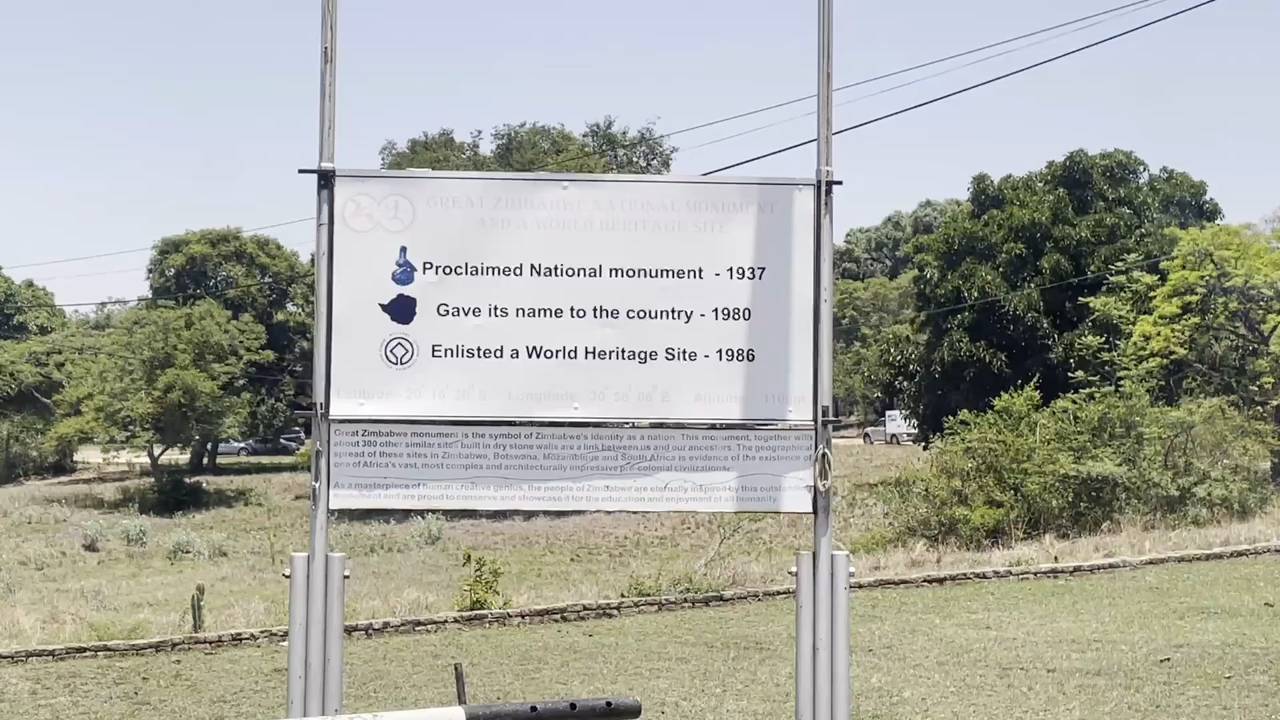 GREAT ZIMBABWE NATIONAL MONUMENT
AND A WORLD HERITAGE SITE
Proclaimed National monument - 1937
Gave its name to the country - 1980
Enlisted a World Heritage Site - 1986
Latitude Longitude 30° 56' 06" E Altitude
Great Zimbabwe monument is the symbol of Zimbabwe's identity as a nation. This monument, together with
about 300 other similar sites built in dry stone walls are a link between us and our ancestors. The geographical
spread of these sites in Zimbabwe, Botswana, Mozambique and South Africa is evidence of the existence of
one of Africa's vast, most complex and architecturally impressive pre-colonial civilizations.
As a masterpiece of human creative genius, the people of Zimbabwe are eternally inspired by this outstanding
monument and are proud to conserve and showcase it for the education and enjoyment of all humanity.